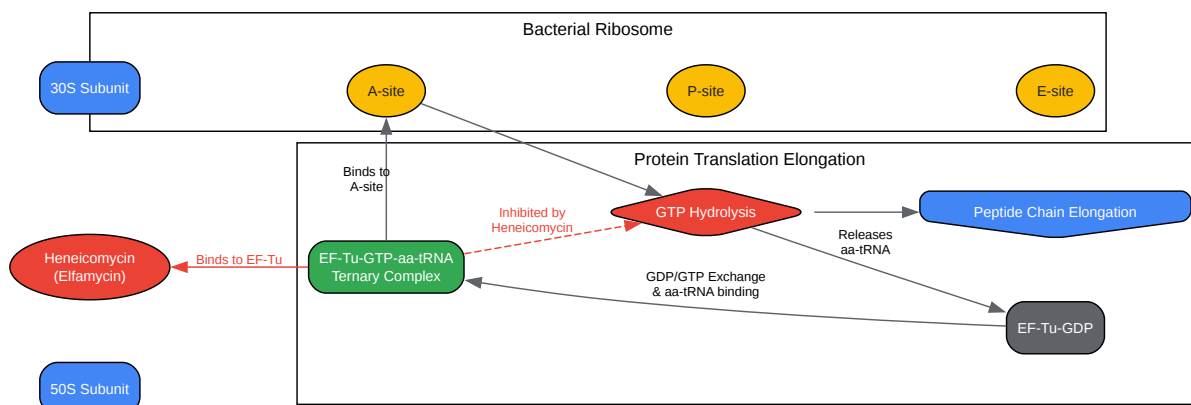 Bacterial Ribosome
30S Subunit
A-site
P-site
E-site
Protein Translation Elongation
Binds to
A-site
Inhibited by
Heneicomycin
GTP Hydrolysis
Peptide Chain Elongation
Releases
aa-tRNA
Heneicomycin
(Elfamycin)
Binds to EF-Tu
EF-Tu-GTP-aa-tRNA
Ternary Complex
GDP/GTP Exchange
& aa-tRNA binding
EF-Tu-GDP
50S Subunit